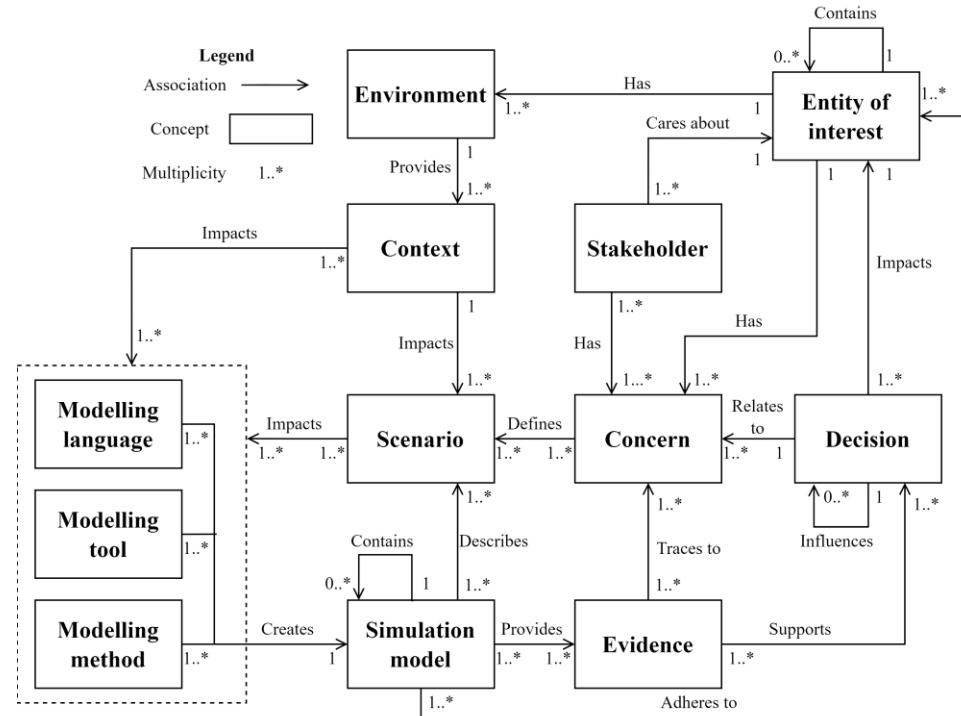 Legend
Association
Concept
Multiplicity 1..*
Contains
0..* 1
Environment
Has
1..* 1
Entity of
interest
1..*
Cares about
1
1..*
1
1
1
Provides
1..*
Context
Stakeholder
Impacts
1..*
1..*
1
1..*
Impacts
1..*
Has
1...*
Has
1..*
Impacts
1..*
Modelling
language
1..*
Modelling
tool
1..*
Modelling
method
1..*
Impacts
1..* 1..*
Scenario
Defines
1..* 1..*
Concern
Relates
to
1..* 1
Decision
0..* 1
Influences
1..*
1..*
Describes
1..*
Contains
0..* 1
1..*
Traces to
1..*
Creates
1
Simulation
model
Provides
1..* 1..*
Evidence
Supports
1..*
1..*
Adheres to